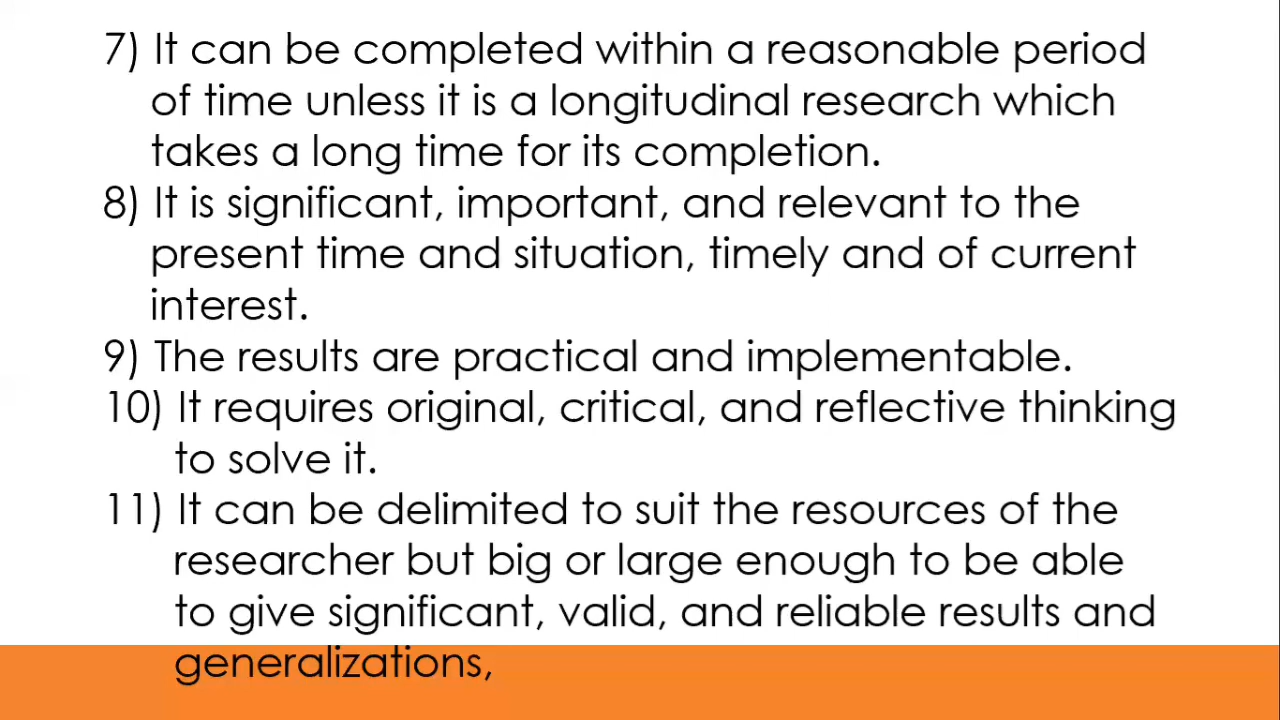 7) It can be completed within a reasonable period
of time unless it is a longitudinal research which
takes a long time for its completion.
8) It is significant, important, and relevant to the
present time and situation, timely and of current
interest.
9) The results are practical and implementable.
10) It requires original, critical, and reflective thinking
to solve it.
11) It can be delimited to suit the resources of the
researcher but big or large enough to be able
to give significant, valid, and reliable results and
generalizations,